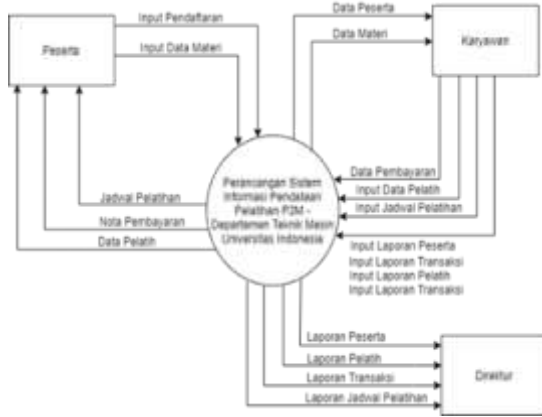 Input Pendaftaran
Input Data Materi
Peserta
Data Peserta
Data Materi
Karyawan
Perancangan Sistem
Informasi Pendataan
Pelatihan P2M -
Departemen Teknik Mesin
Universitas Indonesia
Jadwal Pelatihan
Nota Pembayaran
Data Pelatih
Data Pembayaran
Input Data Pelatih
Input Jadwal Pelatihan
Input Laporan Peserta
Input Laporan Transaksi
Input Laporan Pelatih
Input Laporan Transaksi
Laporan Peserta
Laporan Pelatih
Laporan Transaksi
Laporan Jadwal Pelatihan
Direktur